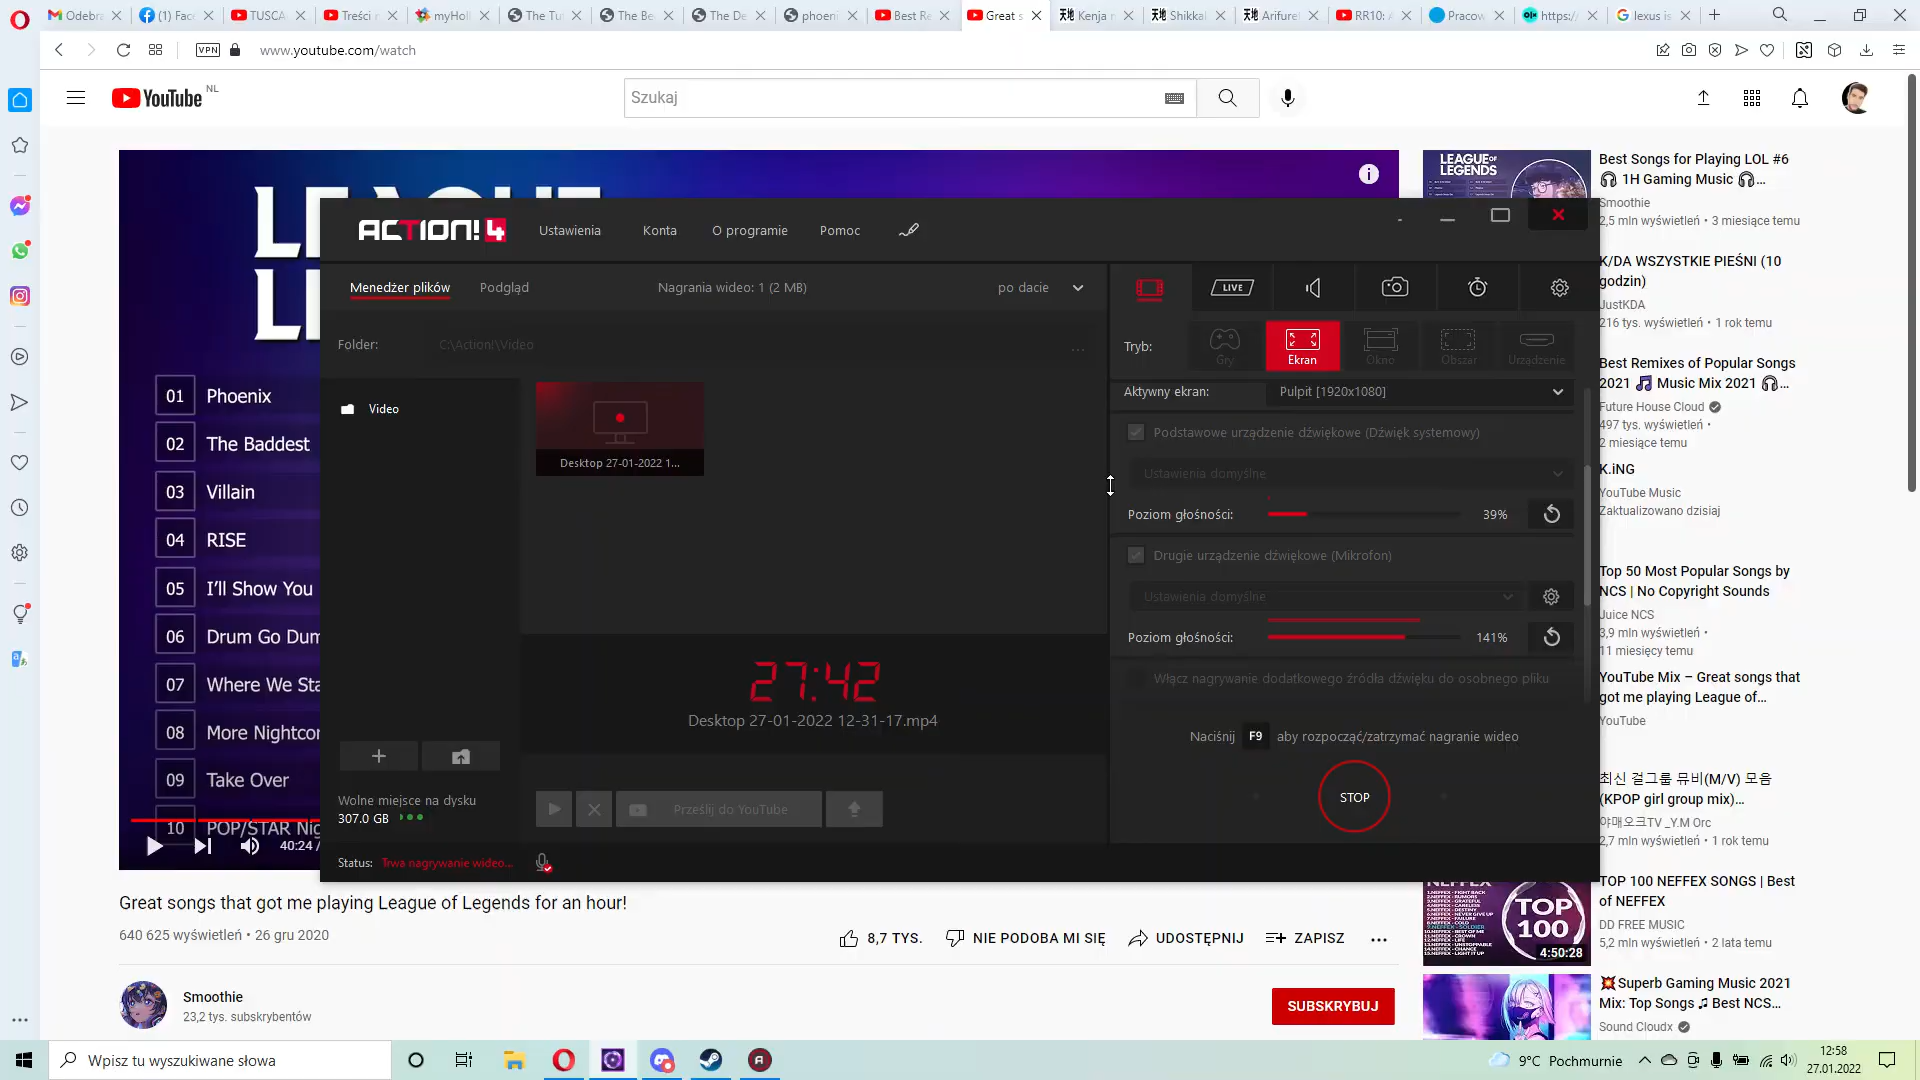 Odebra
(1) Fac
TUSCA
Treści r
myHoll
The Tur
The Be
The De
phoeni
Best Re
Great s
Kenja n
Shikkal
Arifuret
RR10: A
Pracow
https:/
lexus is
VPN
www.youtube.com/watch
YouTube
NL
Szukaj
LEAGUE OF LEGENDS
Best Songs for Playing LOL #6
1H Gaming Music
Smoothie
2,5 mln wyświetleń • 3 miesiące temu
ACTION! 4
Ustawienia
Konta
O programie
Pomoc
K/DA WSZYSTKIE PIEŚNI (10
godzin)
JustKDA
216 tys. wyświetleń • 1 rok temu
Menedżer plików
Podgląd
Nagrania wideo: 1 (2 MB)
po dacie
LIVE
Folder:
C:\Action!\Video
...
Tryb:
Gry
Ekran
Okno
Obszar
Urządzenie
Best Remixes of Popular Songs
2021 Music Mix 2021
Future House Cloud
497 tys. wyświetleń •
2 miesiące temu
01 Phoenix
02 The Baddest
03 Villain
04 RISE
05 I'll Show You
06 Drum Go Dum
07 Where We Sta
08 More Nightcor
09 Take Over
10 POP/STAR Nig
Video
Desktop 27-01-2022 1...
Aktywny ekran:
Pulpit [1920x1080]
Podstawowe urządzenie dźwiękowe (Dźwięk systemowy)
Ustawienia domyślne
Poziom głośności:
39%
Drugie urządzenie dźwiękowe (Mikrofon)
Ustawienia domyślne
Poziom głośności:
141%
Włącz nagrywanie dodatkowego źródła dźwięku do osobnego pliku
K.iNG
YouTube Music
Zaktualizowano dzisiaj
Top 50 Most Popular Songs by
NCS | No Copyright Sounds
Juice NCS
3,9 mln wyświetleń •
11 miesięcy temu
YouTube Mix – Great songs that
got me playing League of...
YouTube
27:42
Desktop 27-01-2022 12-31-17.mp4
Naciśnij F9 aby rozpocząć/zatrzymać nagranie wideo
STOP
Wolne miejsce na dysku
307.0 GB
Prześlij do YouTube
Status: Trwa nagrywanie wideo...
40:24 /
최신 걸그룹 뮤비(M/V) 모음
(KPOP girl group mix)...
야매오크TV _Y.M Orc
2,7 mln wyświetleń • 1 rok temu
TOP
100
4:50:28
TOP 100 NEFFEX SONGS | Best
of NEFFEX
DD FREE MUSIC
5,2 mln wyświetleń • 2 lata temu
Great songs that got me playing League of Legends for an hour!
640 625 wyświetleń • 26 gru 2020
8,7 TYS.
NIE PODOBA MI SIĘ
UDOSTĘPNIJ
ZAPISZ
Smoothie
23,2 tys. subskrybentów
SUBSKRYBUJ
Superb Gaming Music 2021
Mix: Top Songs ♫ Best NCS...
Sound Cloudx
Wpisz tu wyszukiwane słowa
9°C Pochmurnie
12:58
27.01.2022